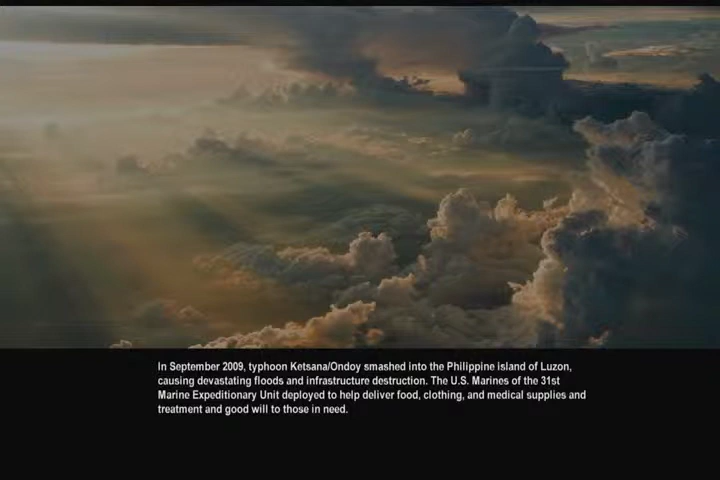 In September 2009, typhoon Ketsana/Ondoy smashed into the Philippine island of Luzon,
causing devastating floods and infrastructure destruction. The U.S. Marines of the 31st
Marine Expeditionary Unit deployed to help deliver food, clothing, and medical supplies and
treatment and good will to those in need.